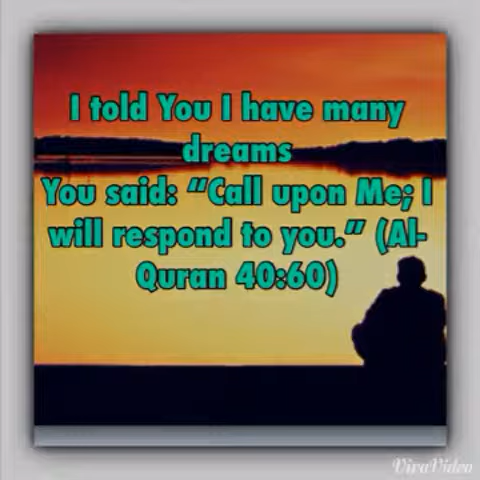 I told You I have many
dreams
You said: “Call upon Me; I
will respond to you.” (Al-
Quran 40:60)
VivaVideo